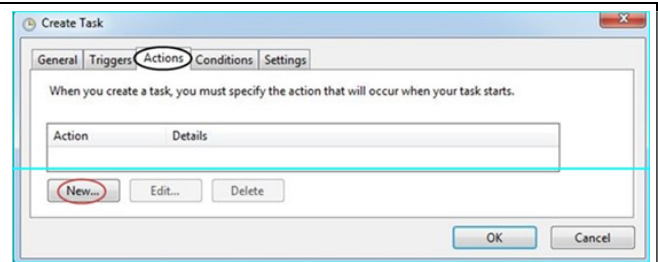 Create Task
General Triggers Actions Conditions Settings
When you create a task, you must specify the action that will occur when your task starts.
Action Details
New... Edit... Delete
OK Cancel